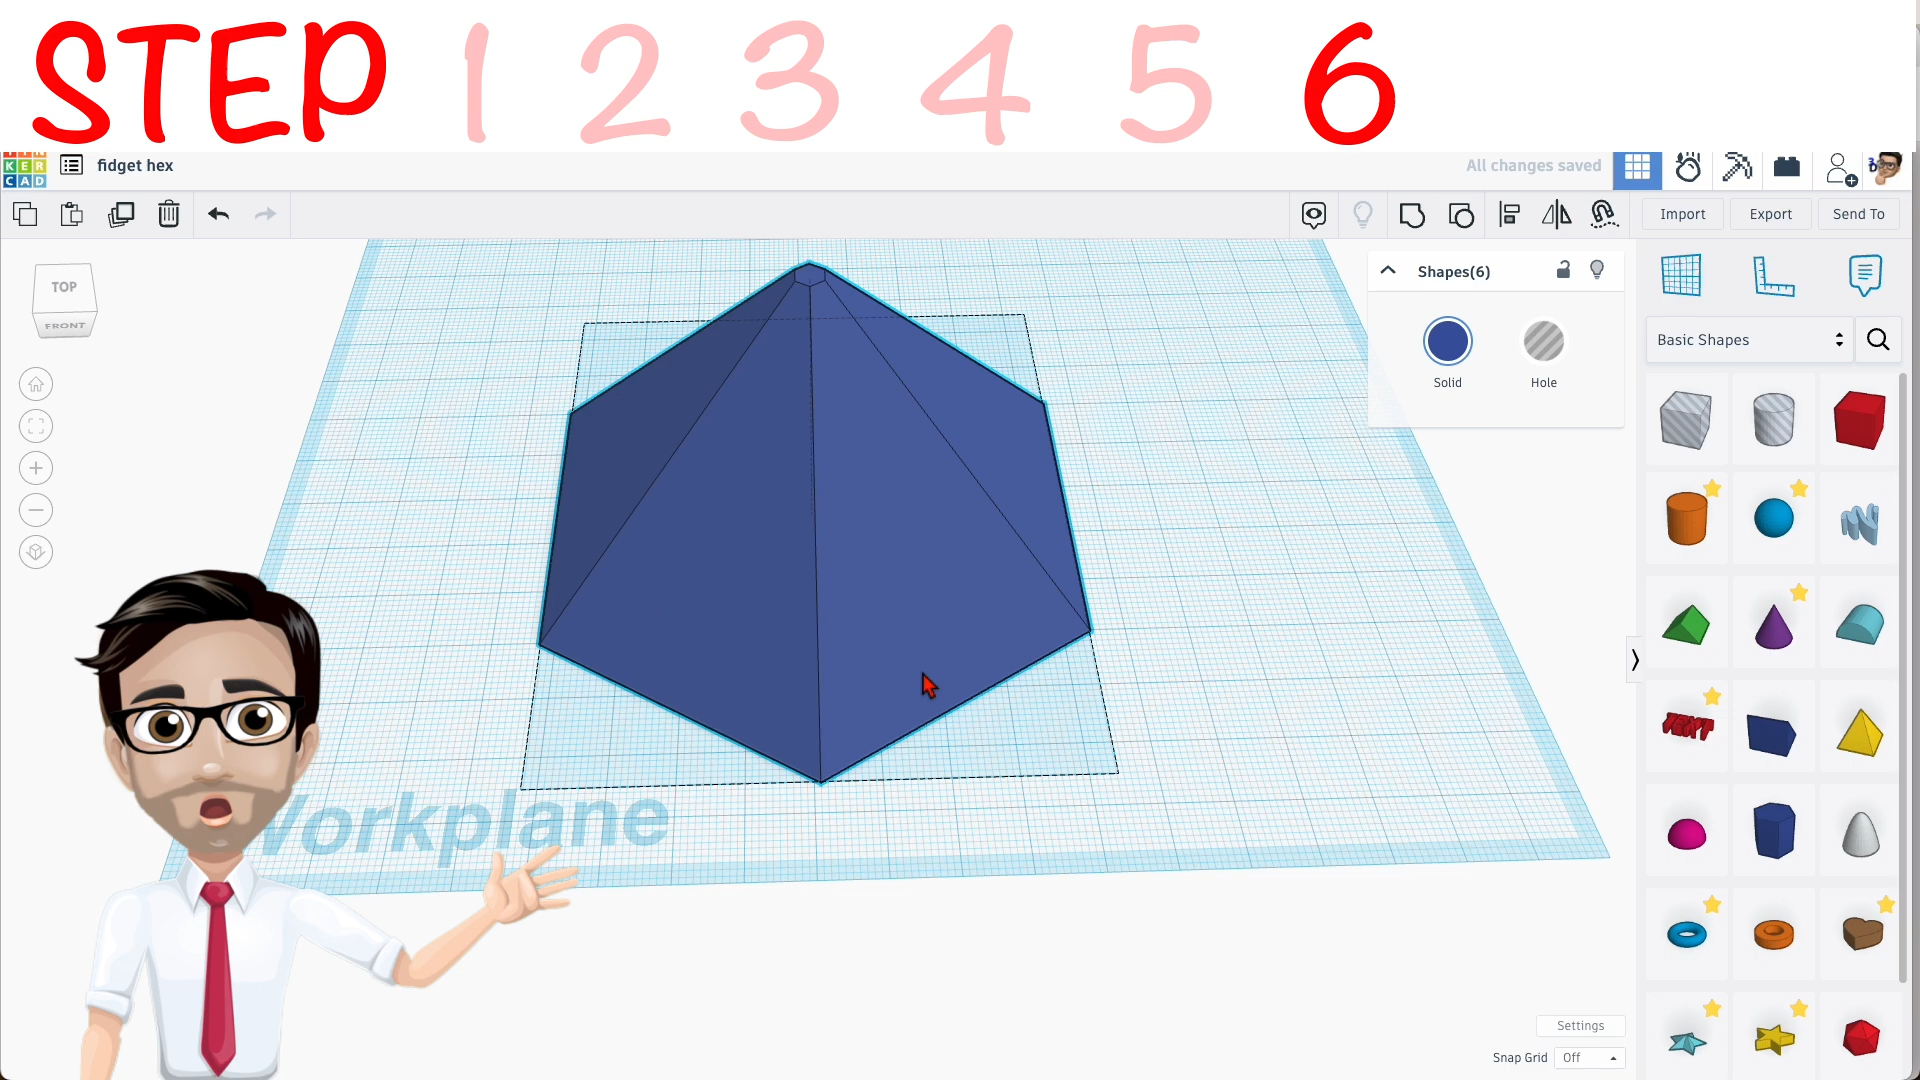 STEP 1 2 3 4 5 6
KER
CAD
fidget hex
All changes saved
Import
Export
Send To
TOP
FRONT
Shapes(6)
Solid
Hole
Basic Shapes
TEXT
Workplane
Settings
Snap Grid
Off